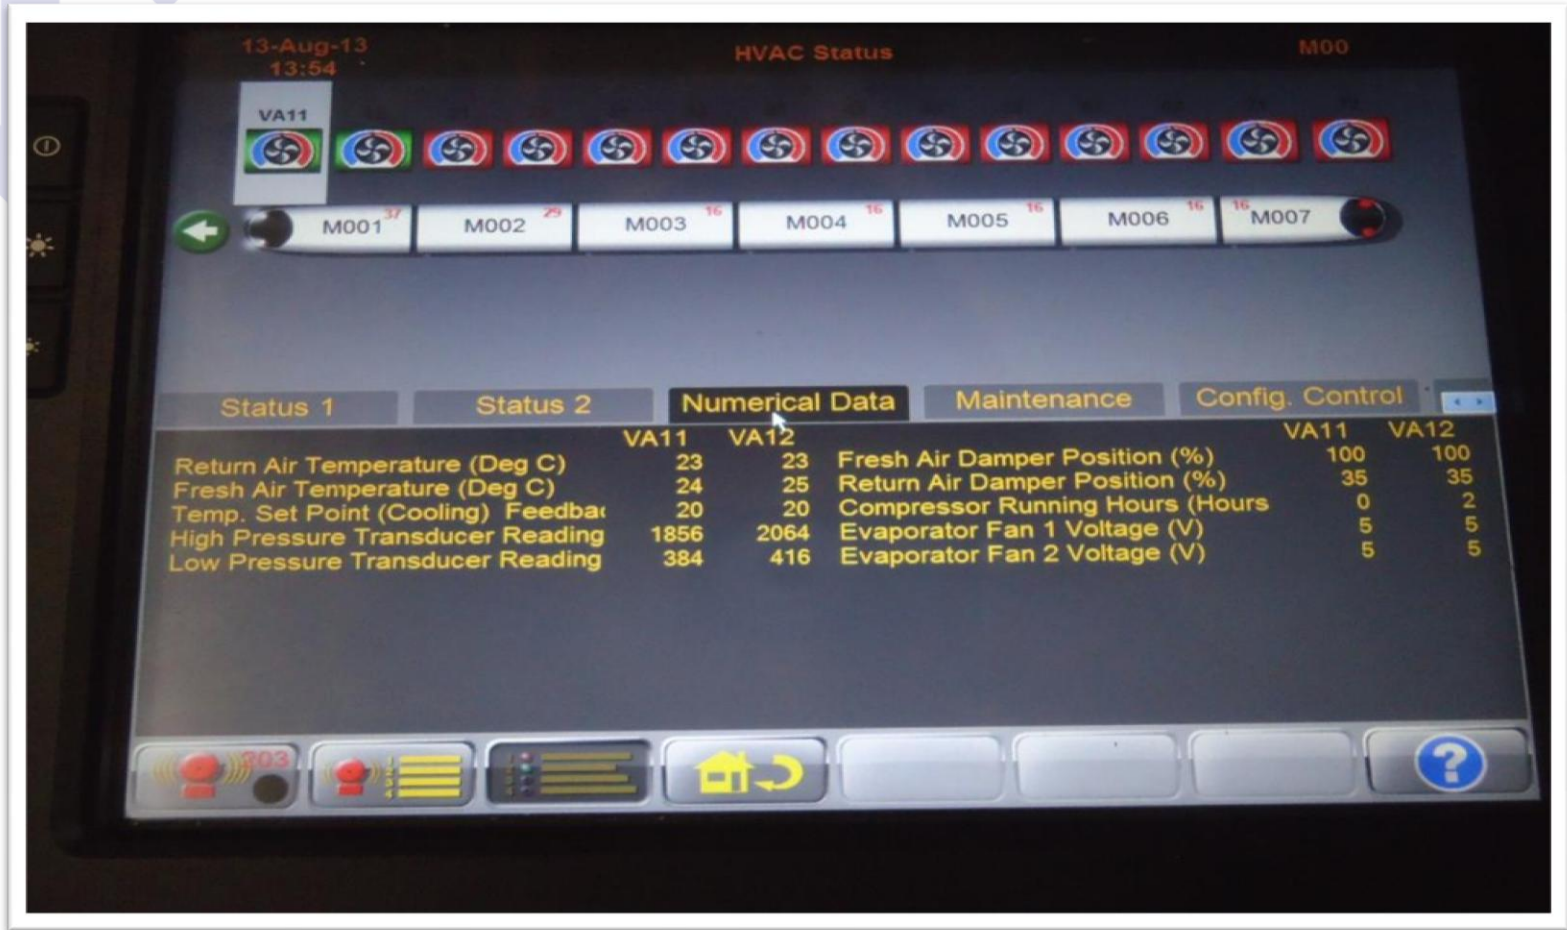 13-Aug-13
HVAC Status
M00
13:54
VA11
M001 37
M002 29
M003 16
M004 16
M005 16
M006 16
16 M007
Status 1
Status 2
Numerical Data
Maintenance
Config. Control
VA11 VA12
Return Air Temperature (Deg C) 23 23
Fresh Air Temperature (Deg C) 24 25
Temp. Set Point (Cooling) Feedbac 20 20
High Pressure Transducer Reading 1856 2064
Low Pressure Transducer Reading 384 416
VA11 VA12
Fresh Air Damper Position (%) 100 100
Return Air Damper Position (%) 35 35
Compressor Running Hours (Hours 0 2
Evaporator Fan 1 Voltage (V) 5 5
Evaporator Fan 2 Voltage (V) 5 5
203
?